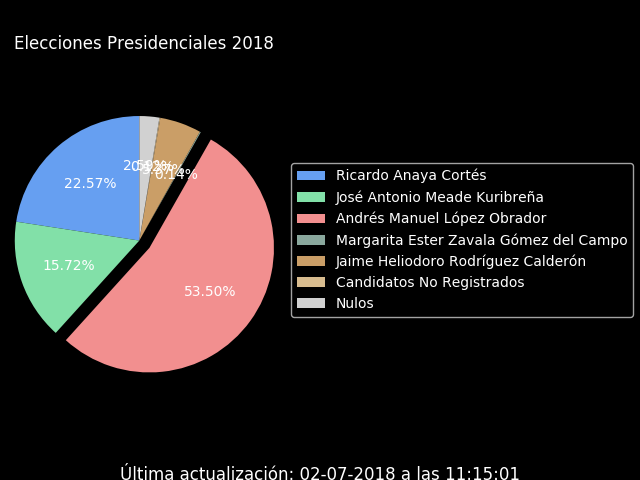 Elecciones Presidenciales 2018
22.57%
15.72%
53.50%
0.14%
Ricardo Anaya Cortés
José Antonio Meade Kuribreña
Andrés Manuel López Obrador
Margarita Ester Zavala Gómez del Campo
Jaime Heliodoro Rodríguez Calderón
Candidatos No Registrados
Nulos
Última actualización: 02-07-2018 a las 11:15:01